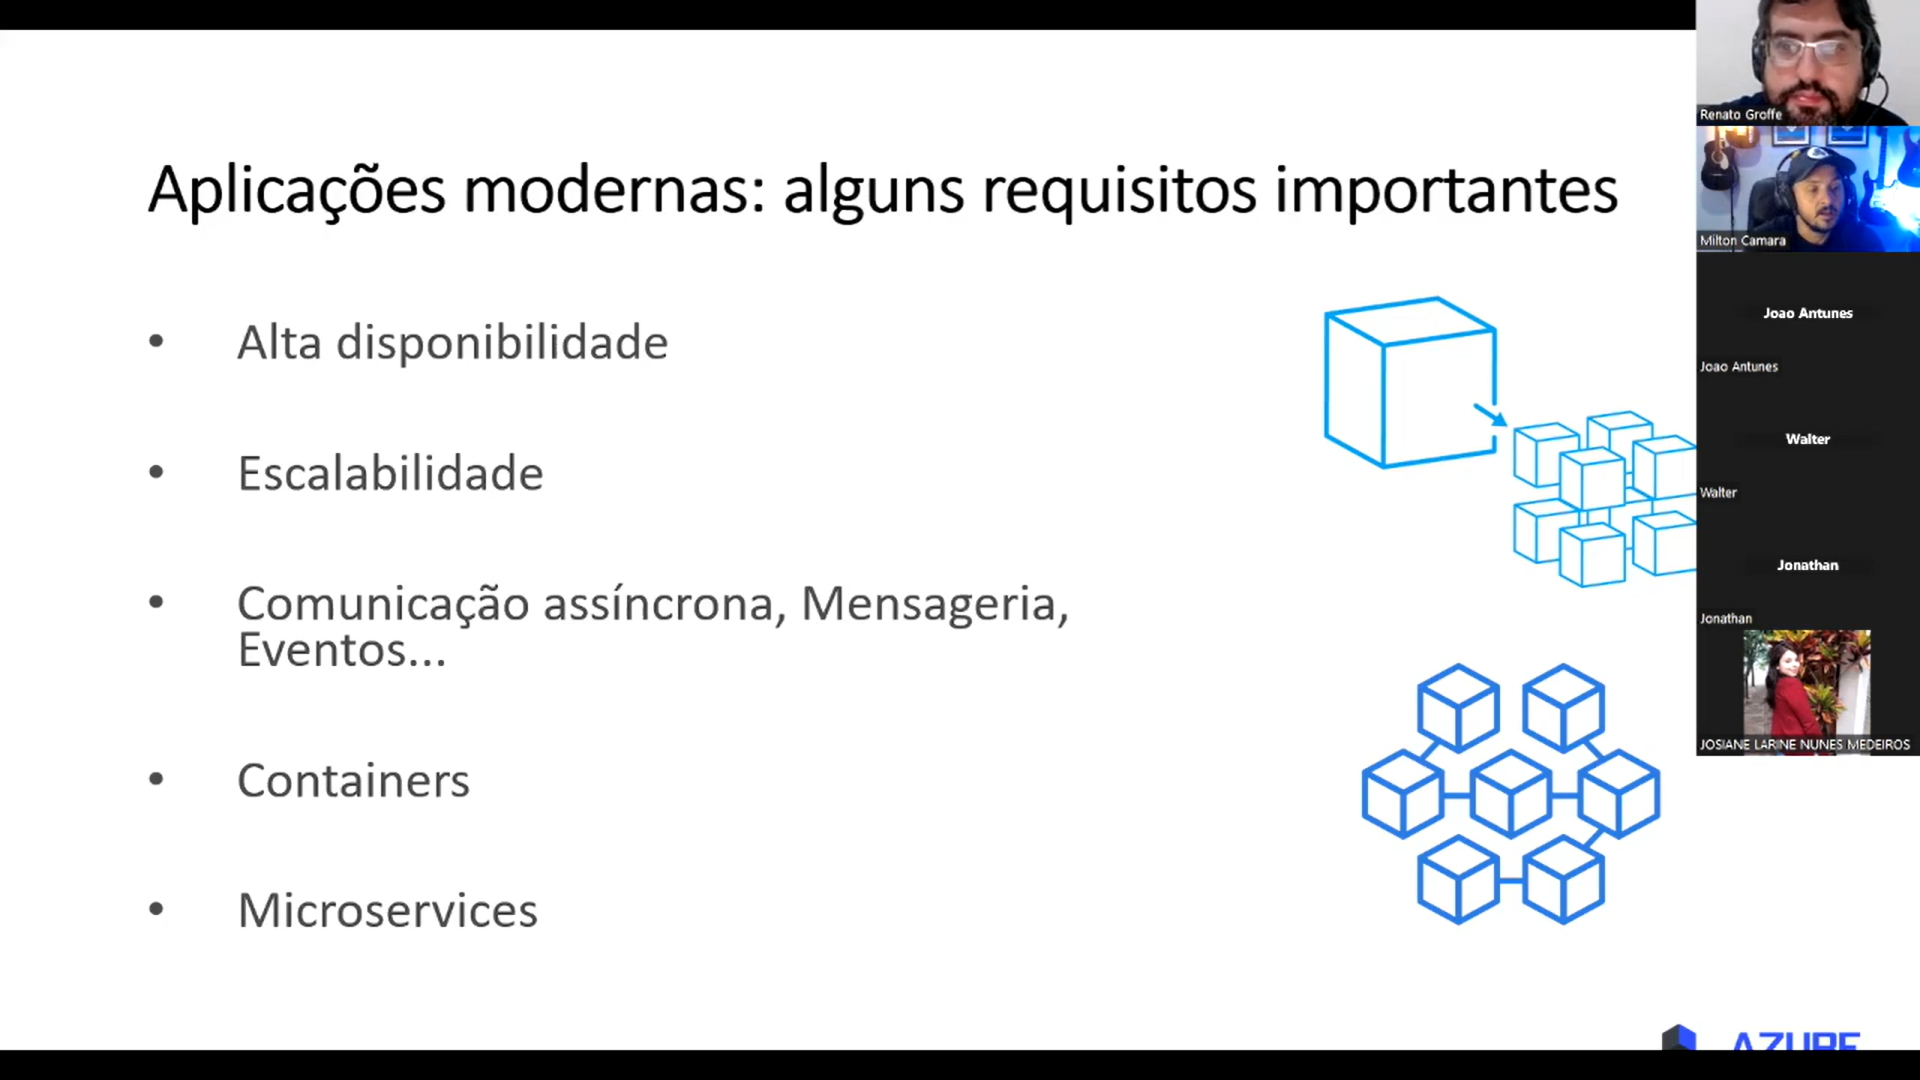 Aplicações modernas: alguns requisitos importantes
• Alta disponibilidade
• Escalabilidade
• Comunicação assíncrona, Mensageria,
Eventos...
• Containers
• Microservices
Renato Groffe
Milton Camara
Joao Antunes
Joao Antunes
Walter
Walter
Jonathan
Jonathan
JOSIANE LARINE NUNES MEDEIROS
AZURE